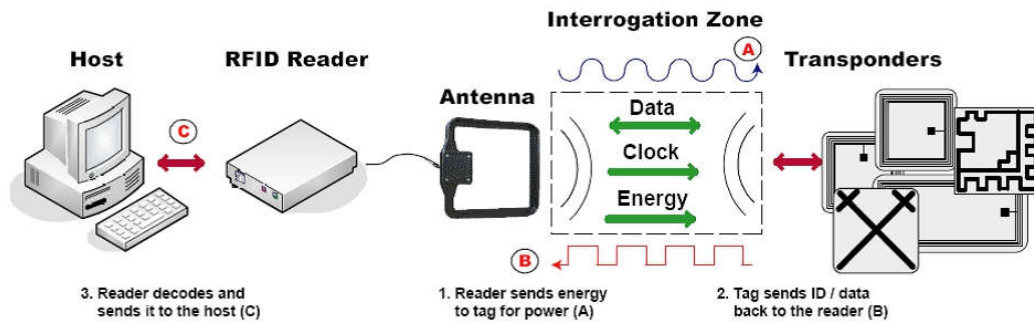 Interrogation Zone
Host
RFID Reader
A
Transponders
Antenna
Data
C
Clock
Energy
B
3. Reader decodes and
sends it to the host (C)
1. Reader sends energy
to tag for power (A)
2. Tag sends ID / data
back to the reader (B)